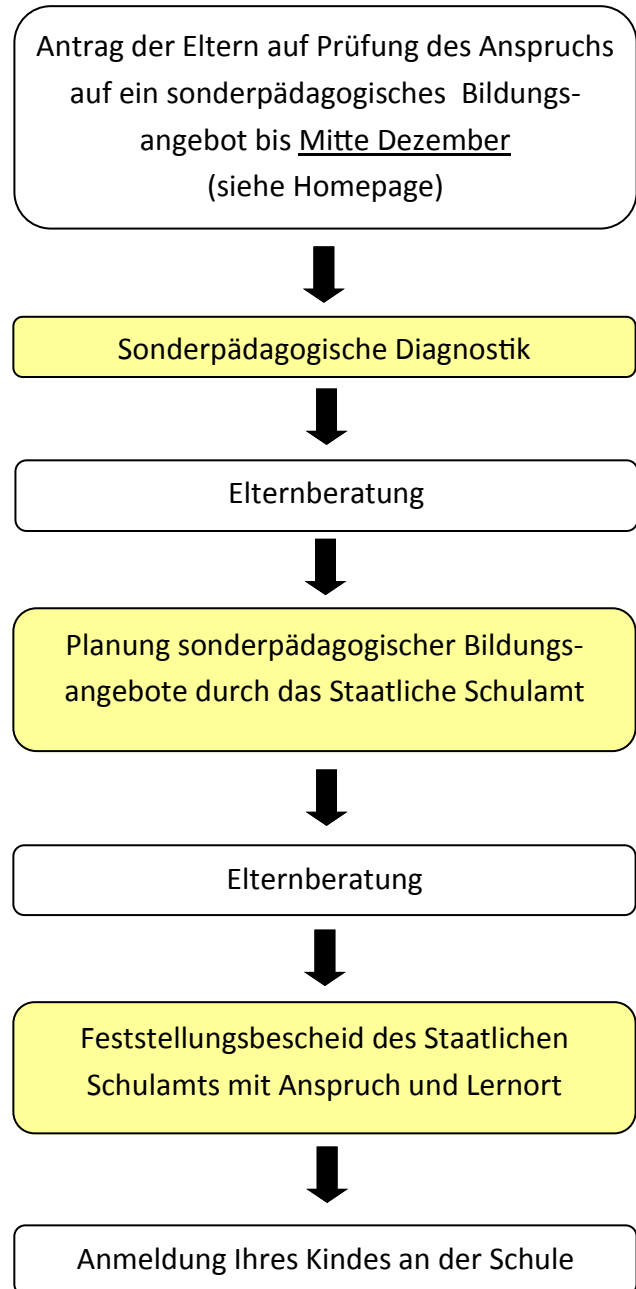 Antrag der Eltern auf Prüfung des Anspruchs
auf ein sonderpädagogisches Bildungs-
angebot bis Mitte Dezember
(siehe Homepage)
Sonderpädagogische Diagnostik
Elternberatung
Planung sonderpädagogischer Bildungs-
angebote durch das Staatliche Schulamt
Elternberatung
Feststellungsbescheid des Staatlichen
Schulamts mit Anspruch und Lernort
Anmeldung Ihres Kindes an der Schule